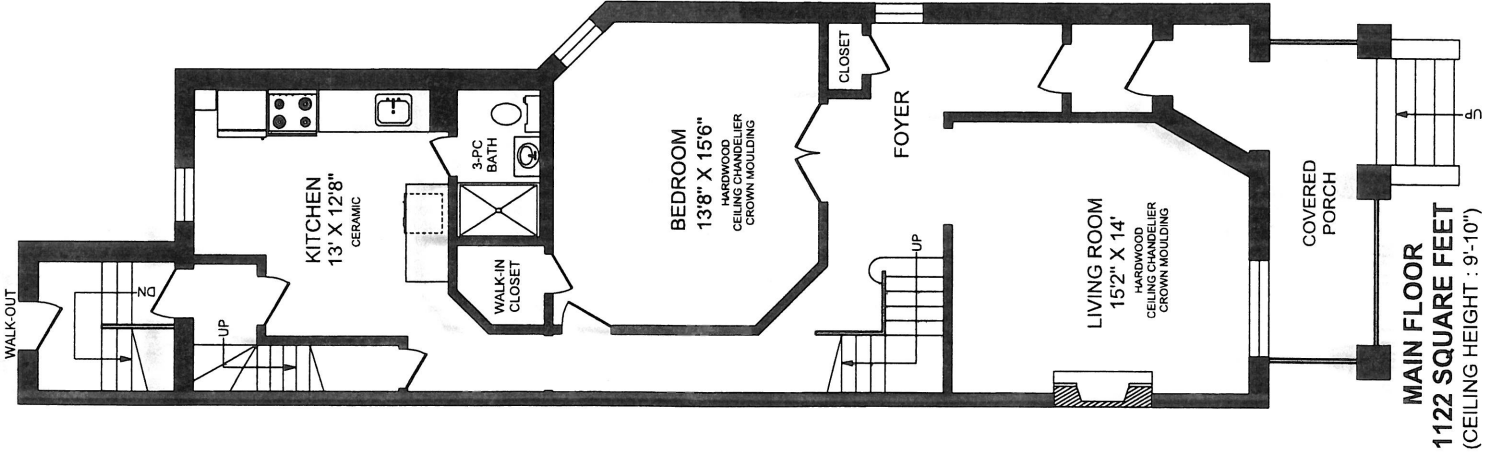 WALK-OUT
DN
UP
KITCHEN
13' X 12'8"
CERAMIC
3-PC
BATH
WALK-IN
CLOSET
BEDROOM
13'8" X 15'6"
HARDWOOD
CEILING CHANDELIER
CROWN MOULDING
CLOSET
FOYER
UP
LIVING ROOM
15'2" X 14'
HARDWOOD
CEILING CHANDELIER
CROWN MOULDING
COVERED
PORCH
UP
MAIN FLOOR
1122 SQUARE FEET
(CEILING HEIGHT : 9'-10")